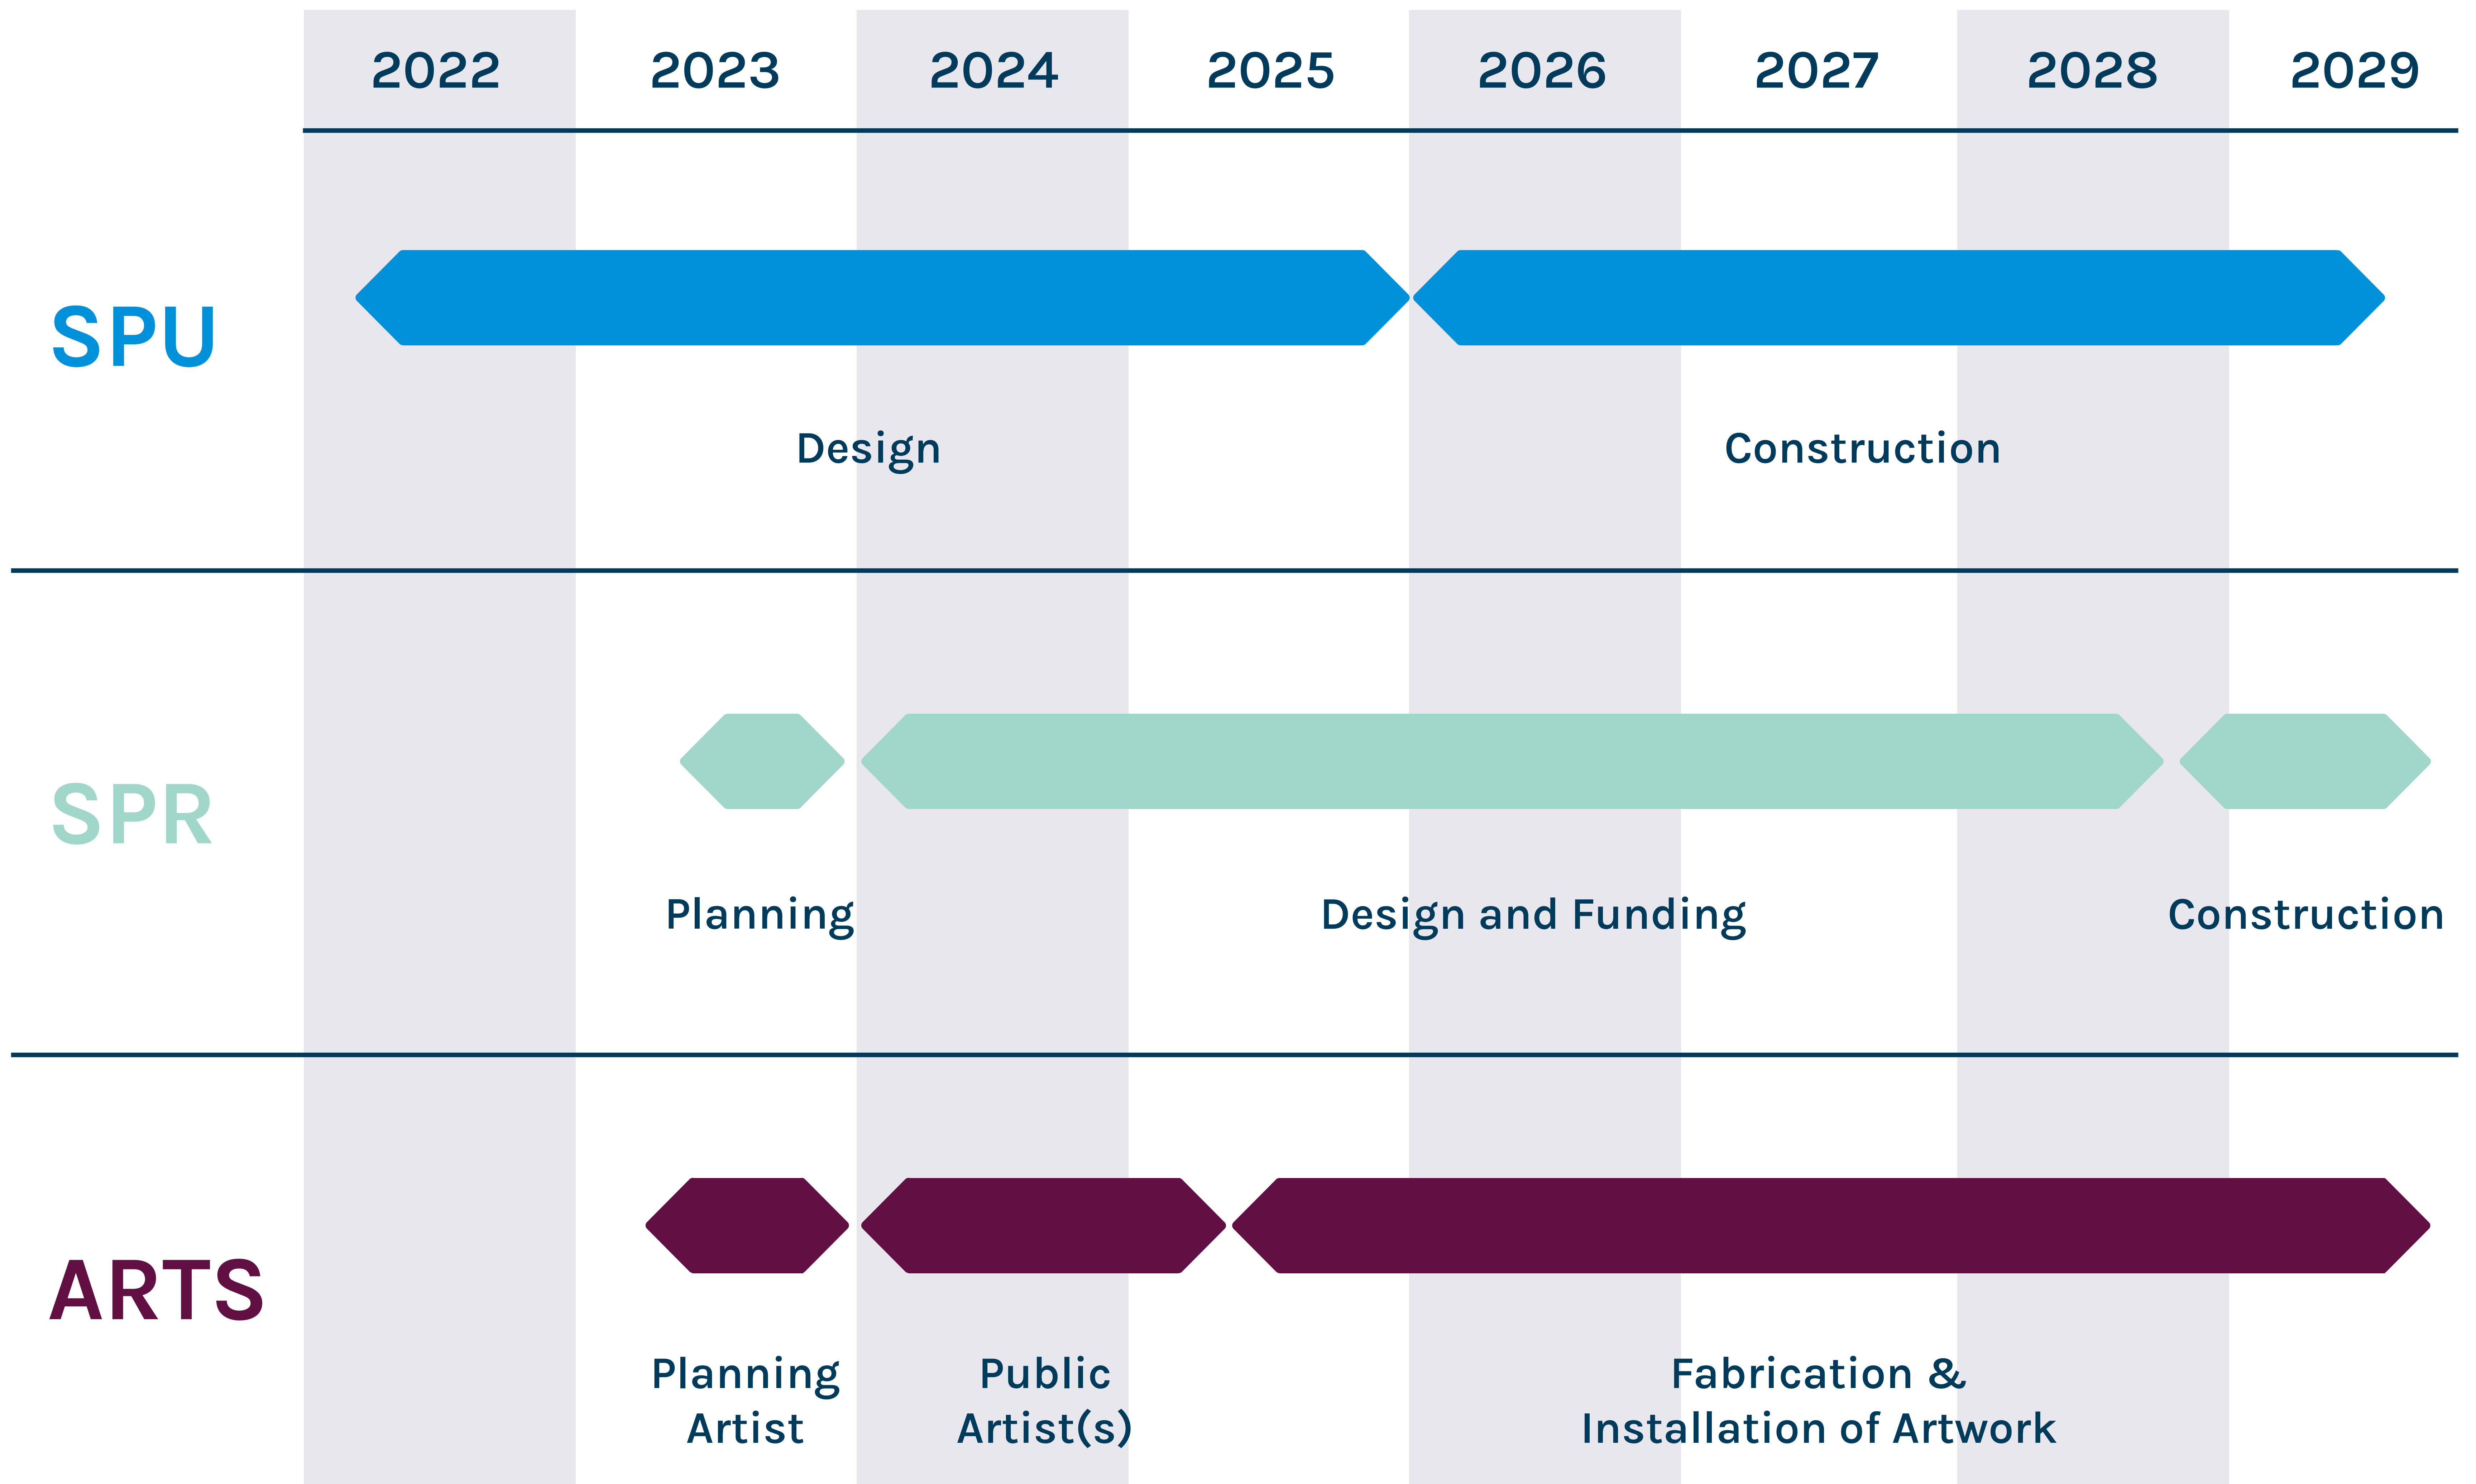 2022 2023 2024 2025 2026 2027 2028 2029
SPU
Design Construction
SPR
Planning Design and Funding Construction
ARTS
Planning Public Fabrication &
Artist Artist(s) Installation of Artwork